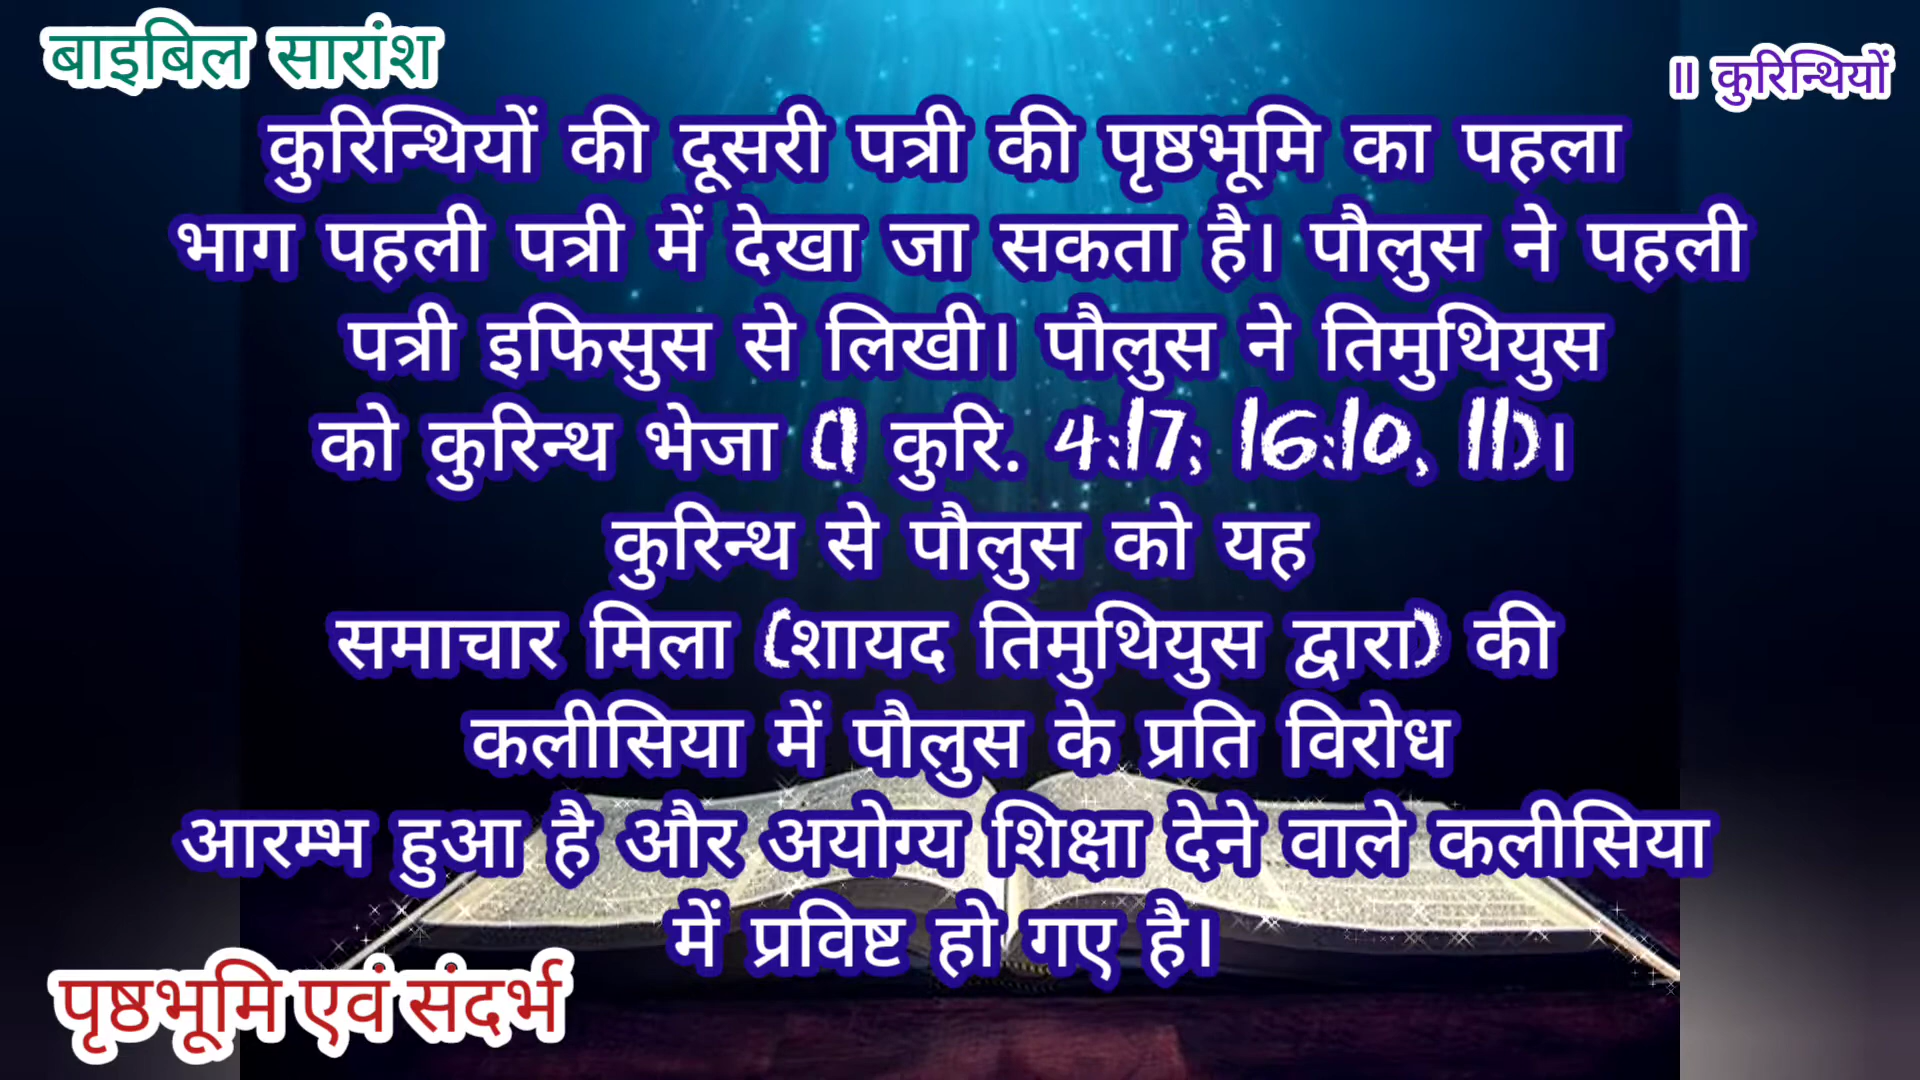 बाइबिल सारांश
॥ कुरिन्थियों
कुरिन्थियों की दूसरी पत्री की पृष्ठभूमि का पहला
भाग पहली पत्री में देखा जा सकता है। पौलुस ने पहली
पत्री इफिसुस से लिखी। पौलुस ने तिमुथियुस
को कुरिन्थ भेजा (1 कुरि. 4:17; 16:10, 11)।
कुरिन्थ से पौलुस को यह
समाचार मिला (शायद तिमुथियुस द्वारा) की
कलीसिया में पौलुस के प्रति विरोध
आरम्भ हुआ है और अयोग्य शिक्षा देने वाले कलीसिया
में प्रविष्ट हो गए है।
पृष्ठभूमि एवं संदर्भ